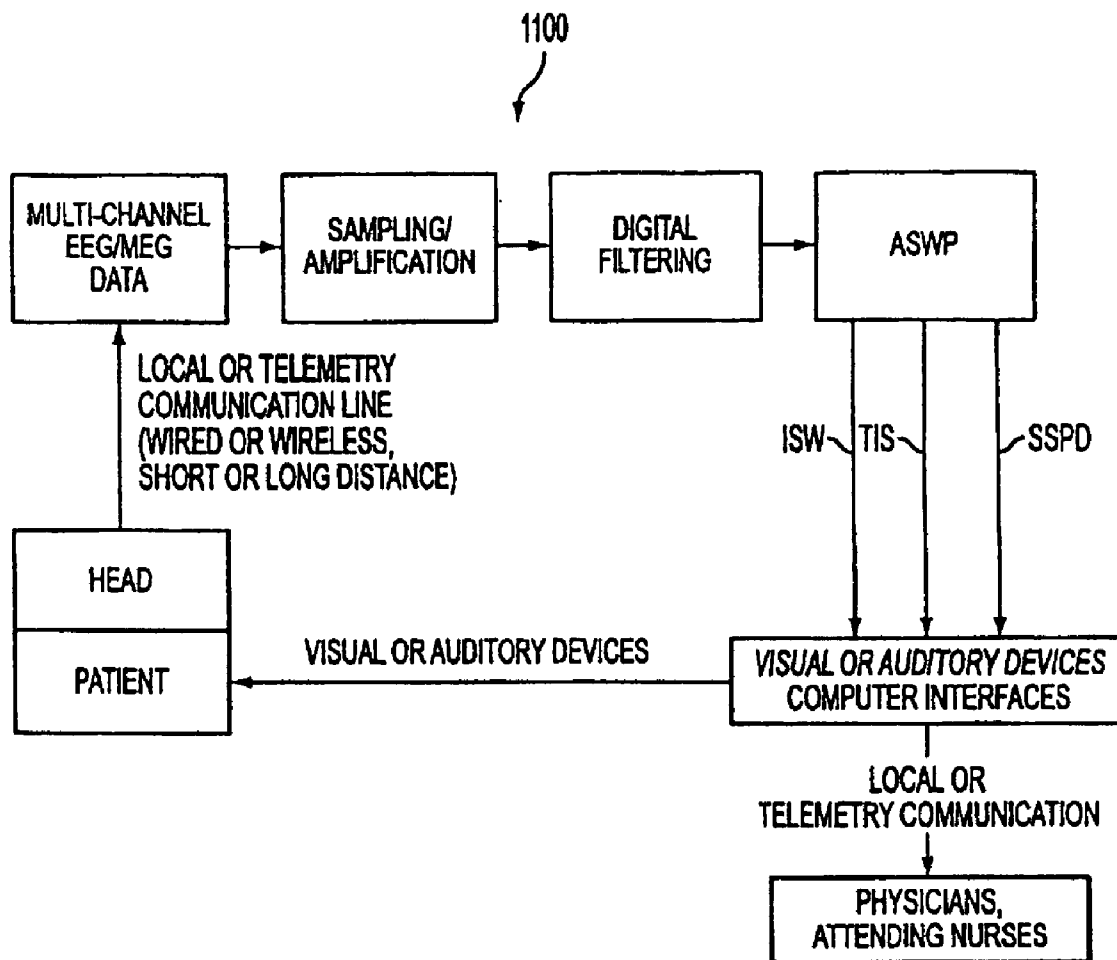 1100
MULTI-CHANNEL
EEG/MEG
DATA
SAMPLING/
AMPLIFICATION
DIGITAL
FILTERING
ASWP
LOCAL OR TELEMETRY
COMMUNICATION LINE
(WIRED OR WIRELESS,
SHORT OR LONG DISTANCE)
ISW
TIS
SSPD
HEAD
PATIENT
VISUAL OR AUDITORY DEVICES
VISUAL OR AUDITORY DEVICES
COMPUTER INTERFACES
LOCAL OR
TELEMETRY COMMUNICATION
PHYSICIANS,
ATTENDING NURSES